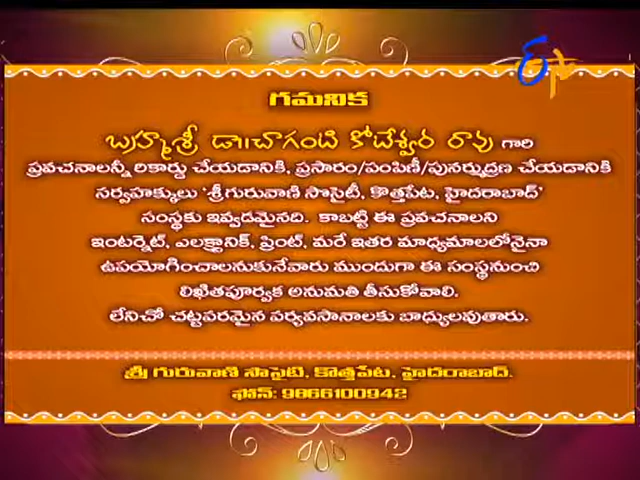 ఈ టీవీ
గమనిక
బ్రహ్మశ్రీ డా॥చాగంటి కోటేశ్వర రావు గారి
ప్రవచనాలన్నీ రికార్డు చేయడానికి, ప్రసారం/పంపిణీ/పునర్ముద్రణ చేయడానికి
సర్వహక్కులు 'శ్రీగురువాణి సొసైటీ, కొత్తపేట, హైదరాబాద్'
సంస్థకు ఇవ్వడమైనది. కాబట్టి ఈ ప్రవచనాలని
ఇంటర్నెట్, ఎలక్ట్రానిక్, ప్రింట్, మరే ఇతర మాధ్యమాలలోనైనా
ఉపయోగించాలనుకునేవారు ముందుగా ఈ సంస్థనుంచి
లిఖితపూర్వక అనుమతి తీసుకోవాలి.
లేనిచో చట్టపరమైన పర్యవసానాలకు బాధ్యులవుతారు.
శ్రీ గురువాణి సొసైటి, కొత్తపేట, హైదరాబాద్.
ఫోన్: 9866100942